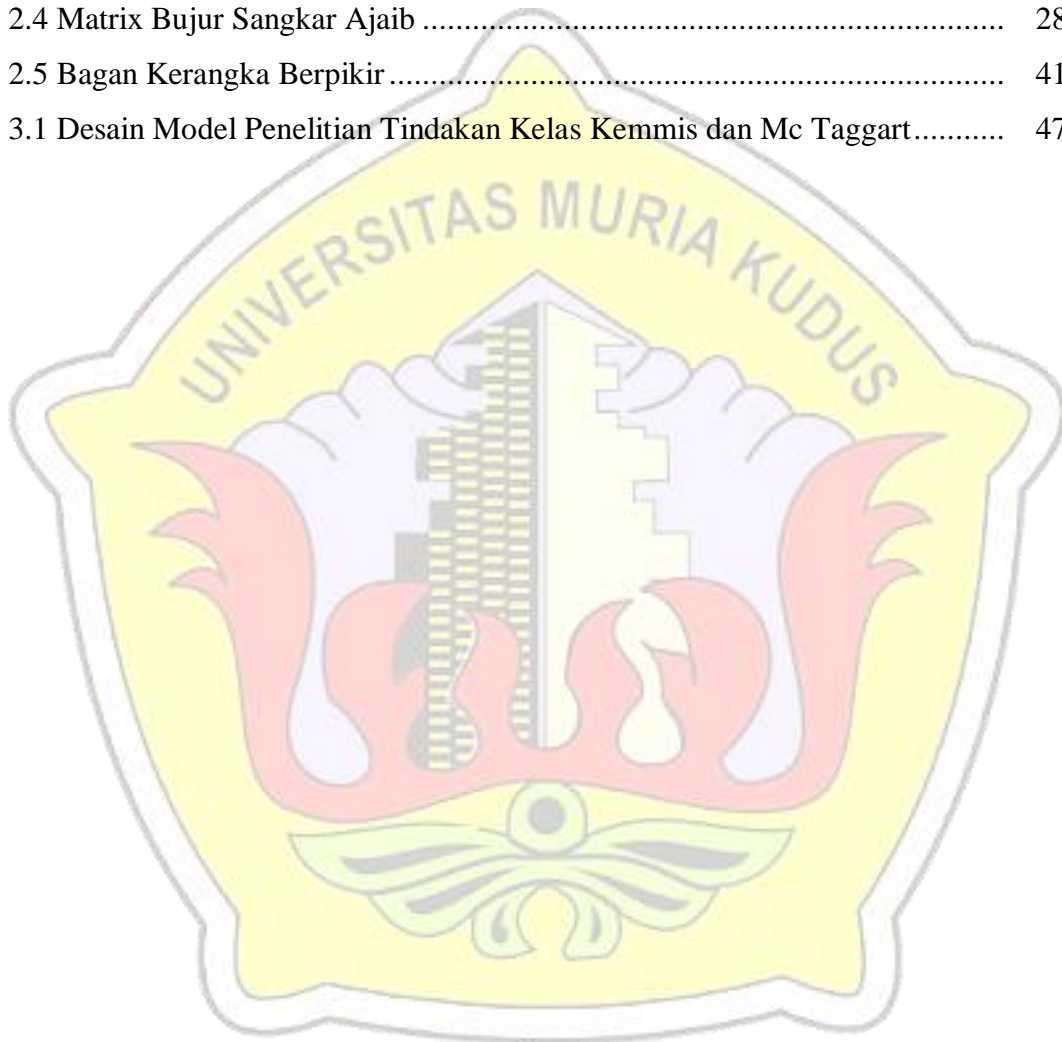 2.4 Matrix Bujur Sangkar Ajaib ........................................................................ 28
2.5 Bagan Kerangka Berpikir ............................................................................ 41
3.1 Desain Model Penelitian Tindakan Kelas Kemmis dan Mc Taggart ........... 47
UNIVERSITAS MURIA KUDUS